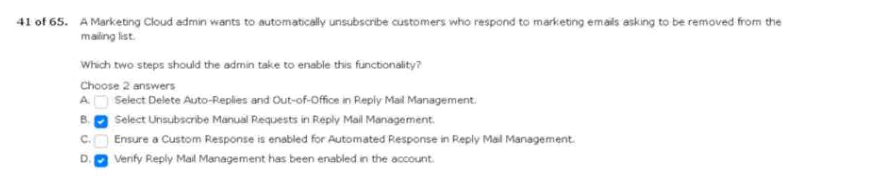 41 of 65. A Marketing Cloud admin wants to automatically unsubscribe customers who respond to marketing emails asking to be removed from the
mailing list.
Which two steps should the admin take to enable this functionality?
Choose 2 answers
A. Select Delete Auto-Replies and Out-of-Office in Reply Mail Management.
B. Select Unsubscribe Manual Requests in Reply Mail Management.
C. Ensure a Custom Response is enabled for Automated Response in Reply Mail Management.
D. Verify Reply Mail Management has been enabled in the account.